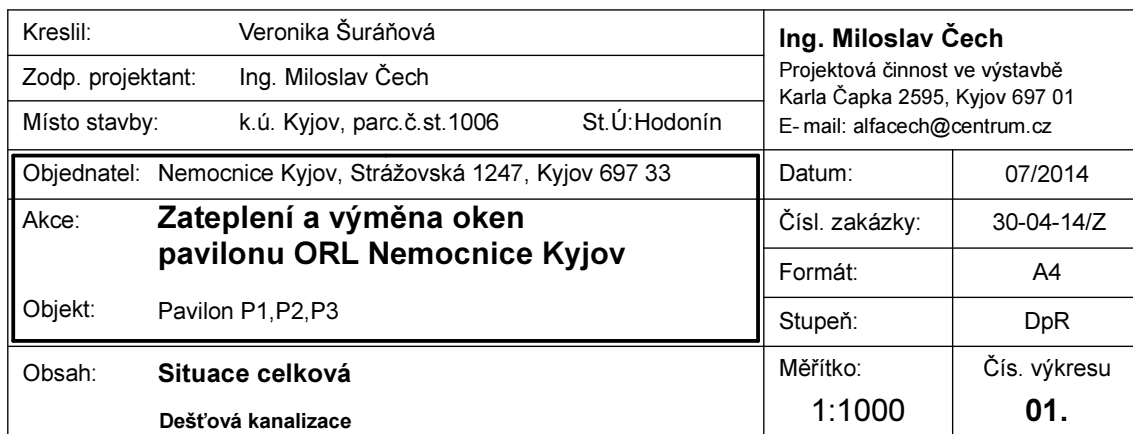 Kreslil: Veronika Šuráňová
Zodp. projektant: Ing. Miloslav Čech
Místo stavby: k.ú. Kyjov, parc.č.st.1006 St.Ú:Hodonín
Ing. Miloslav Čech
Projektová činnost ve výstavbě
Karla Čapka 2595, Kyjov 697 01
E- mail: alfacech@centrum.cz
Objednatel: Nemocnice Kyjov, Strážovská 1247, Kyjov 697 33
Akce: Zateplení a výměna oken
pavilonu ORL Nemocnice Kyjov
Objekt: Pavilon P1,P2,P3
Datum: 07/2014
Čísl. zakázky: 30-04-14/Z
Formát: A4
Stupeň: DpR
Obsah: Situace celková
Dešťová kanalizace
Měřítko: Čís. výkresu
1:1000 01.